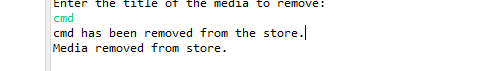 Enter the title of the media to remove:
cmd
cmd has been removed from the store.
Media removed from store.